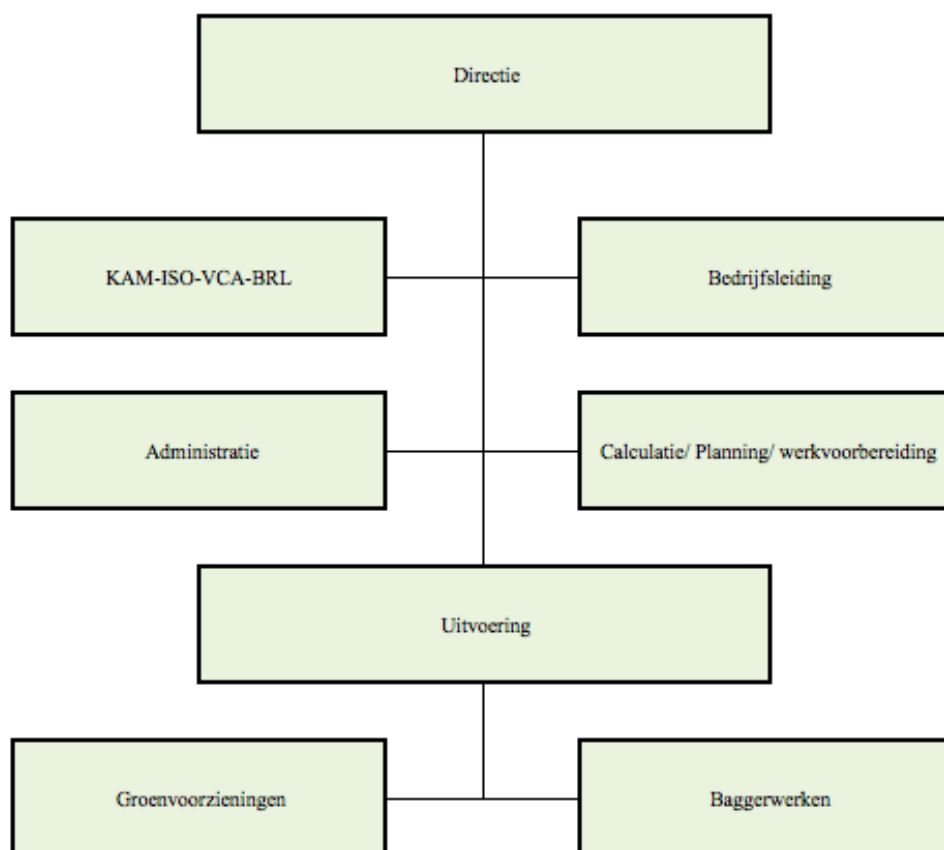 Directie
KAM-ISO-VCA-BRL
Bedrijfsleiding
Administratie
Calculatie/ Planning/ werkvoorbereiding
Uitvoering
Groenvoorzieningen
Baggerwerken